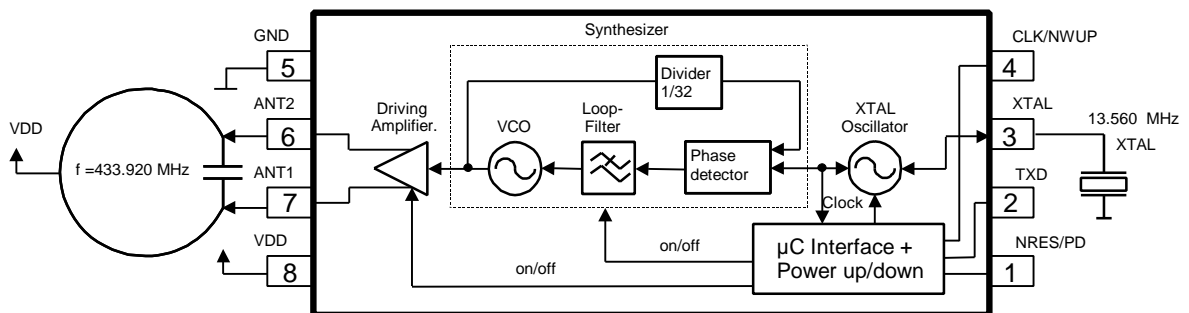 Synthesizer
GND
5
ANT2
6
ANT1
7
VDD
8
VDD
f =433.920 MHz
Driving
Amplifier.
VCO
Loop-
Filter
Divider
1/32
Phase
detector
XTAL
Oscillator
Clock
µC Interface +
Power up/down
on/off
on/off
CLK/NWUP
4
XTAL
3
TXD
2
NRES/PD
1
13.560 MHz
XTAL